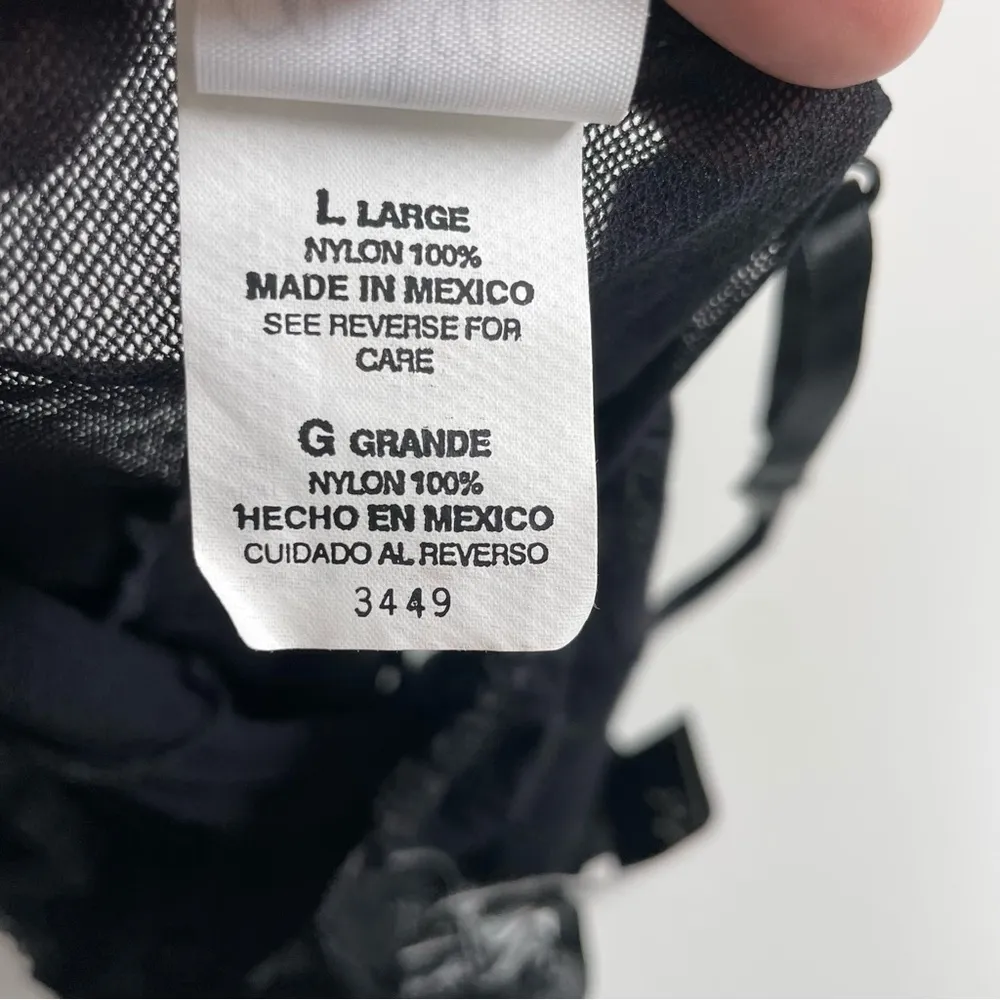 L LARGE
NYLON 100%
MADE IN MEXICO
SEE REVERSE FOR
CARE
G GRANDE
NYLON 100%
HECHO EN MEXICO
CUIDADO AL REVERSO
3449